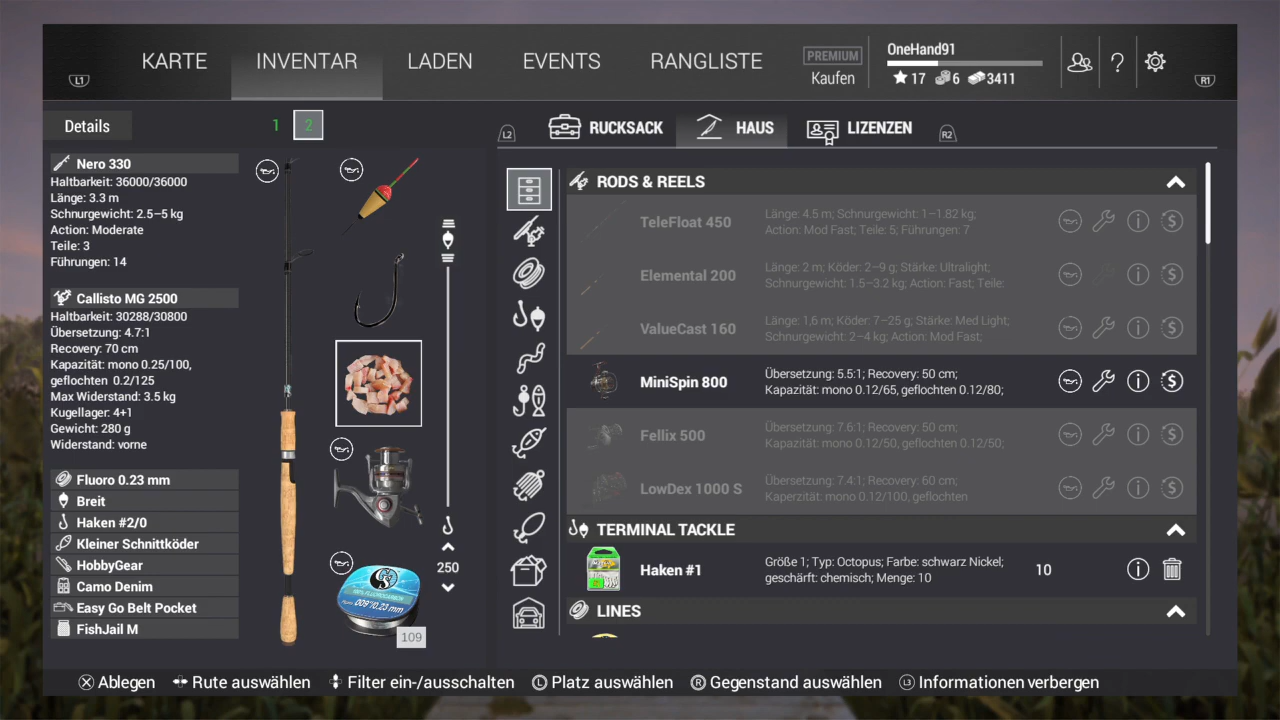 KARTE
INVENTAR
LADEN
EVENTS
RANGLISTE
PREMIUM
Kaufen
OneHand91
17
6
3411
L1
R1
Details
1
2
L2
RUCKSACK
HAUS
LIZENZEN
R2
Nero 330
Haltbarkeit: 36000/36000
Länge: 3.3 m
Schnurgewicht: 2.5–5 kg
Action: Moderate
Teile: 3
Führungen: 14
Callisto MG 2500
Haltbarkeit: 30288/30800
Übersetzung: 4.7:1
Recovery: 70 cm
Kapazität: mono 0.25/100,
geflochten 0.2/125
Max Widerstand: 3.5 kg
Kugellager: 4+1
Gewicht: 280 g
Widerstand: vorne
Fluoro 0.23 mm
Breit
Haken #2/0
Kleiner Schnittköder
HobbyGear
Camo Denim
Easy Go Belt Pocket
FishJail M
100% FLUOROCARBON
.009"/0.23 mm
109
250
RODS & REELS
TeleFloat 450
Länge: 4.5 m; Schnurgewicht: 1–1.82 kg;
Action: Mod Fast; Teile: 5; Führungen: 7
Elemental 200
Länge: 2 m; Köder: 2–9 g; Stärke: Ultralight;
Schnurgewicht: 1.5–3.2 kg; Action: Fast; Teile:
ValueCast 160
Länge: 1,6 m; Köder: 7–25 g; Stärke: Med Light;
Schnurgewicht: 2–4 kg; Action: Mod Fast;
MiniSpin 800
Übersetzung: 5.5:1; Recovery: 50 cm;
Kapazität: mono 0.12/65, geflochten 0.12/80;
Fellix 500
Übersetzung: 7.6:1; Recovery: 50 cm;
Kapazität: mono 0.12/50, geflochten 0.12/50;
LowDex 1000 S
Übersetzung: 7.4:1; Recovery: 60 cm;
Kaperzität: mono 0.12/100, geflochten
TERMINAL TACKLE
Haken #1
Größe 1; Typ: Octopus; Farbe: schwarz Nickel;
geschärft: chemisch; Menge: 10
10
LINES
Ablegen
Rute auswählen
Filter ein-/ausschalten
L Platz auswählen
R Gegenstand auswählen
L3 Informationen verbergen